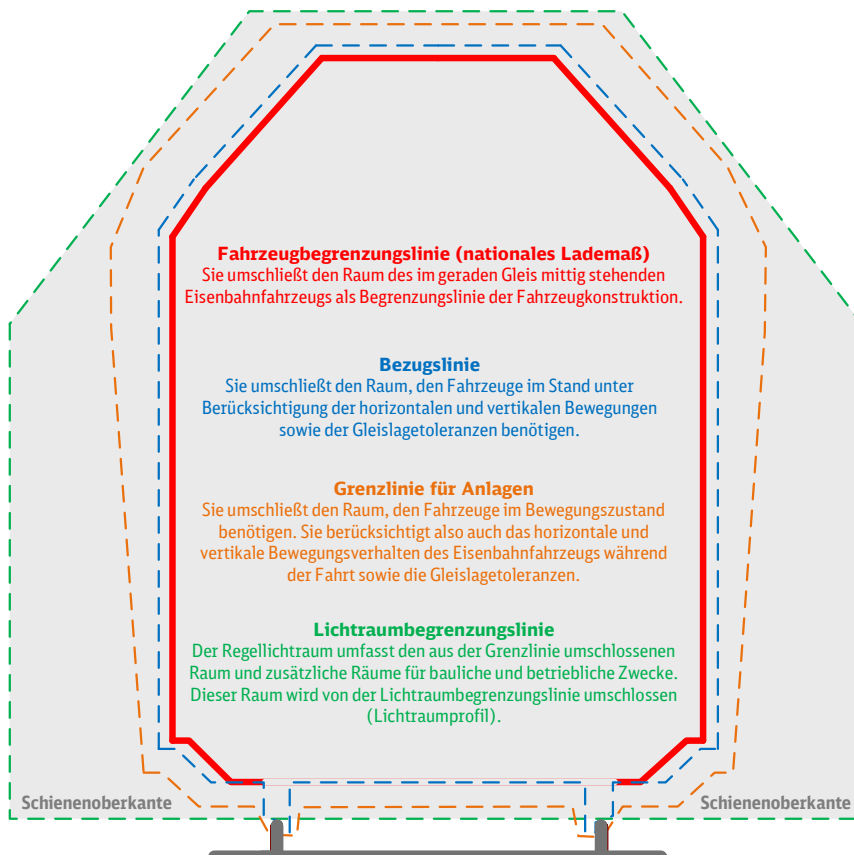 Fahrzeugbegrenzungslinie (nationales Lademaß)
Sie umschließt den Raum des im geraden Gleis mittig stehenden
Eisenbahnfahrzeugs als Begrenzungslinie der Fahrzeugkonstruktion.
Bezugslinie
Sie umschließt den Raum, den Fahrzeuge im Stand unter
Berücksichtigung der horizontalen und vertikalen Bewegungen
sowie der Gleislagetoleranzen benötigen.
Grenzlinie für Anlagen
Sie umschließt den Raum, den Fahrzeuge im Bewegungszustand
benötigen. Sie berücksichtigt also auch das horizontale und
vertikale Bewegungsverhalten des Eisenbahnfahrzeugs während
der Fahrt sowie die Gleislagetoleranzen.
Lichtraumbegrenzungslinie
Der Regellichtraum umfasst den aus der Grenzlinie umschlossenen
Raum und zusätzliche Räume für bauliche und betriebliche Zwecke.
Dieser Raum wird von der Lichtraumbegrenzungslinie umschlossen
(Lichtraumprofil).
Schienenoberkante
Schienenoberkante